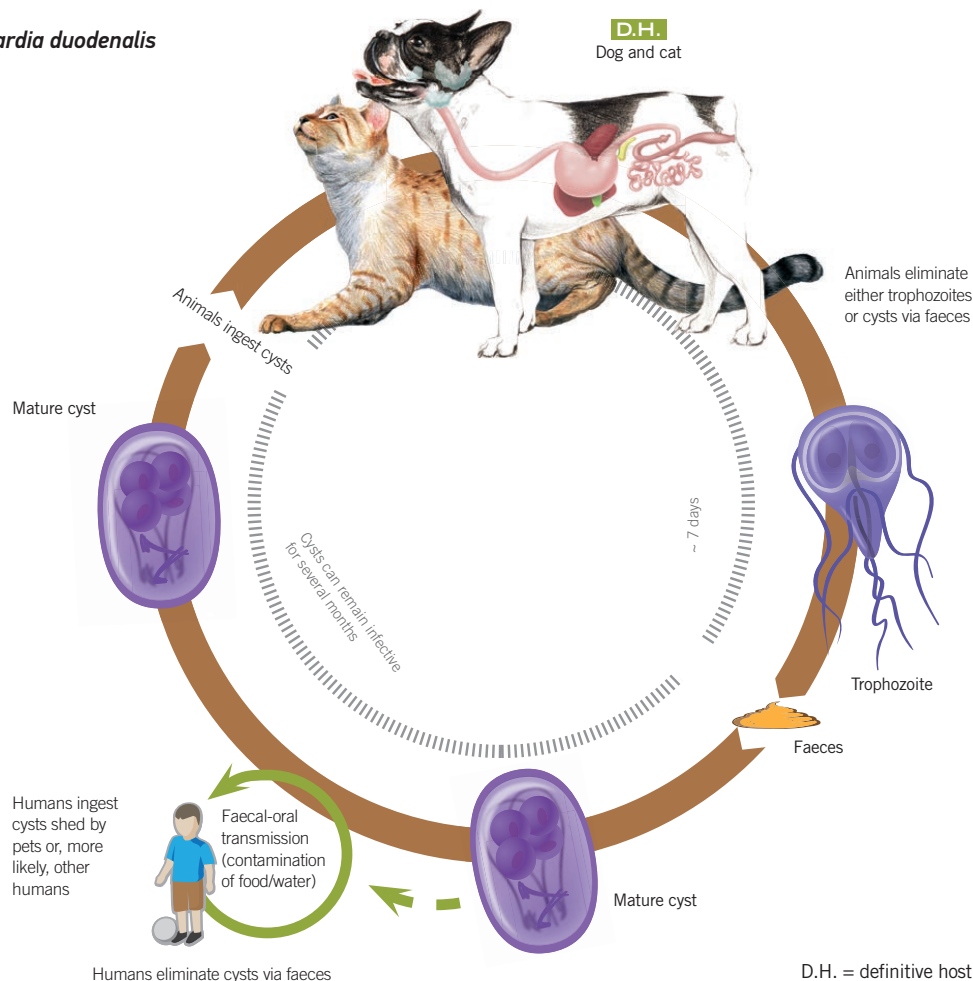 ardia duodenalis
D.H.
Dog and cat
Animals eliminate
either trophozoites
or cysts via faeces
Animals ingest cysts
Mature cyst
~ 7 days
Cysts can remain infective
for several months
Trophozoite
Faeces
Humans ingest
cysts shed by
pets or, more
likely, other
humans
Faecal-oral
transmission
(contamination
of food/water)
Mature cyst
Humans eliminate cysts via faeces
D.H. = definitive host